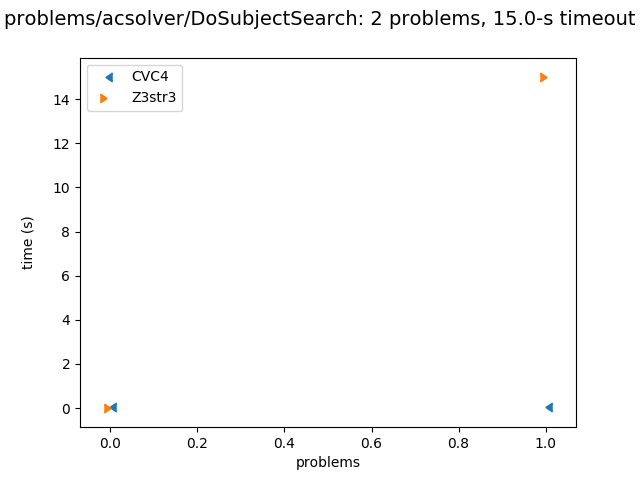 problems/acsolver/DoSubjectSearch: 2 problems, 15.0-s timeout
CVC4
Z3str3
14
12
10
8
6
4
2
0
time (s)
0.0 0.2 0.4 0.6 0.8 1.0
problems